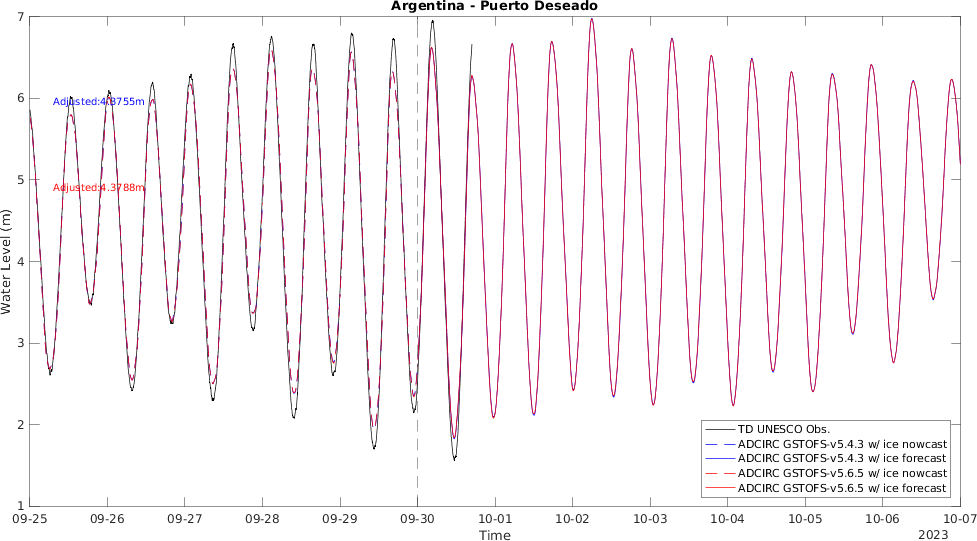 Argentina - Puerto Deseado
7
6
5
4
3
2
1
Water Level (m)
Adjusted:4.3755m
Adjusted:4.3788m
TD UNESCO Obs.
ADCIRC GSTOFS-v5.4.3 w/ ice nowcast
ADCIRC GSTOFS-v5.4.3 w/ ice forecast
ADCIRC GSTOFS-v5.6.5 w/ ice nowcast
ADCIRC GSTOFS-v5.6.5 w/ ice forecast
09-25 09-26 09-27 09-28 09-29 09-30 10-01 10-02 10-03 10-04 10-05 10-06 10-07
Time
2023